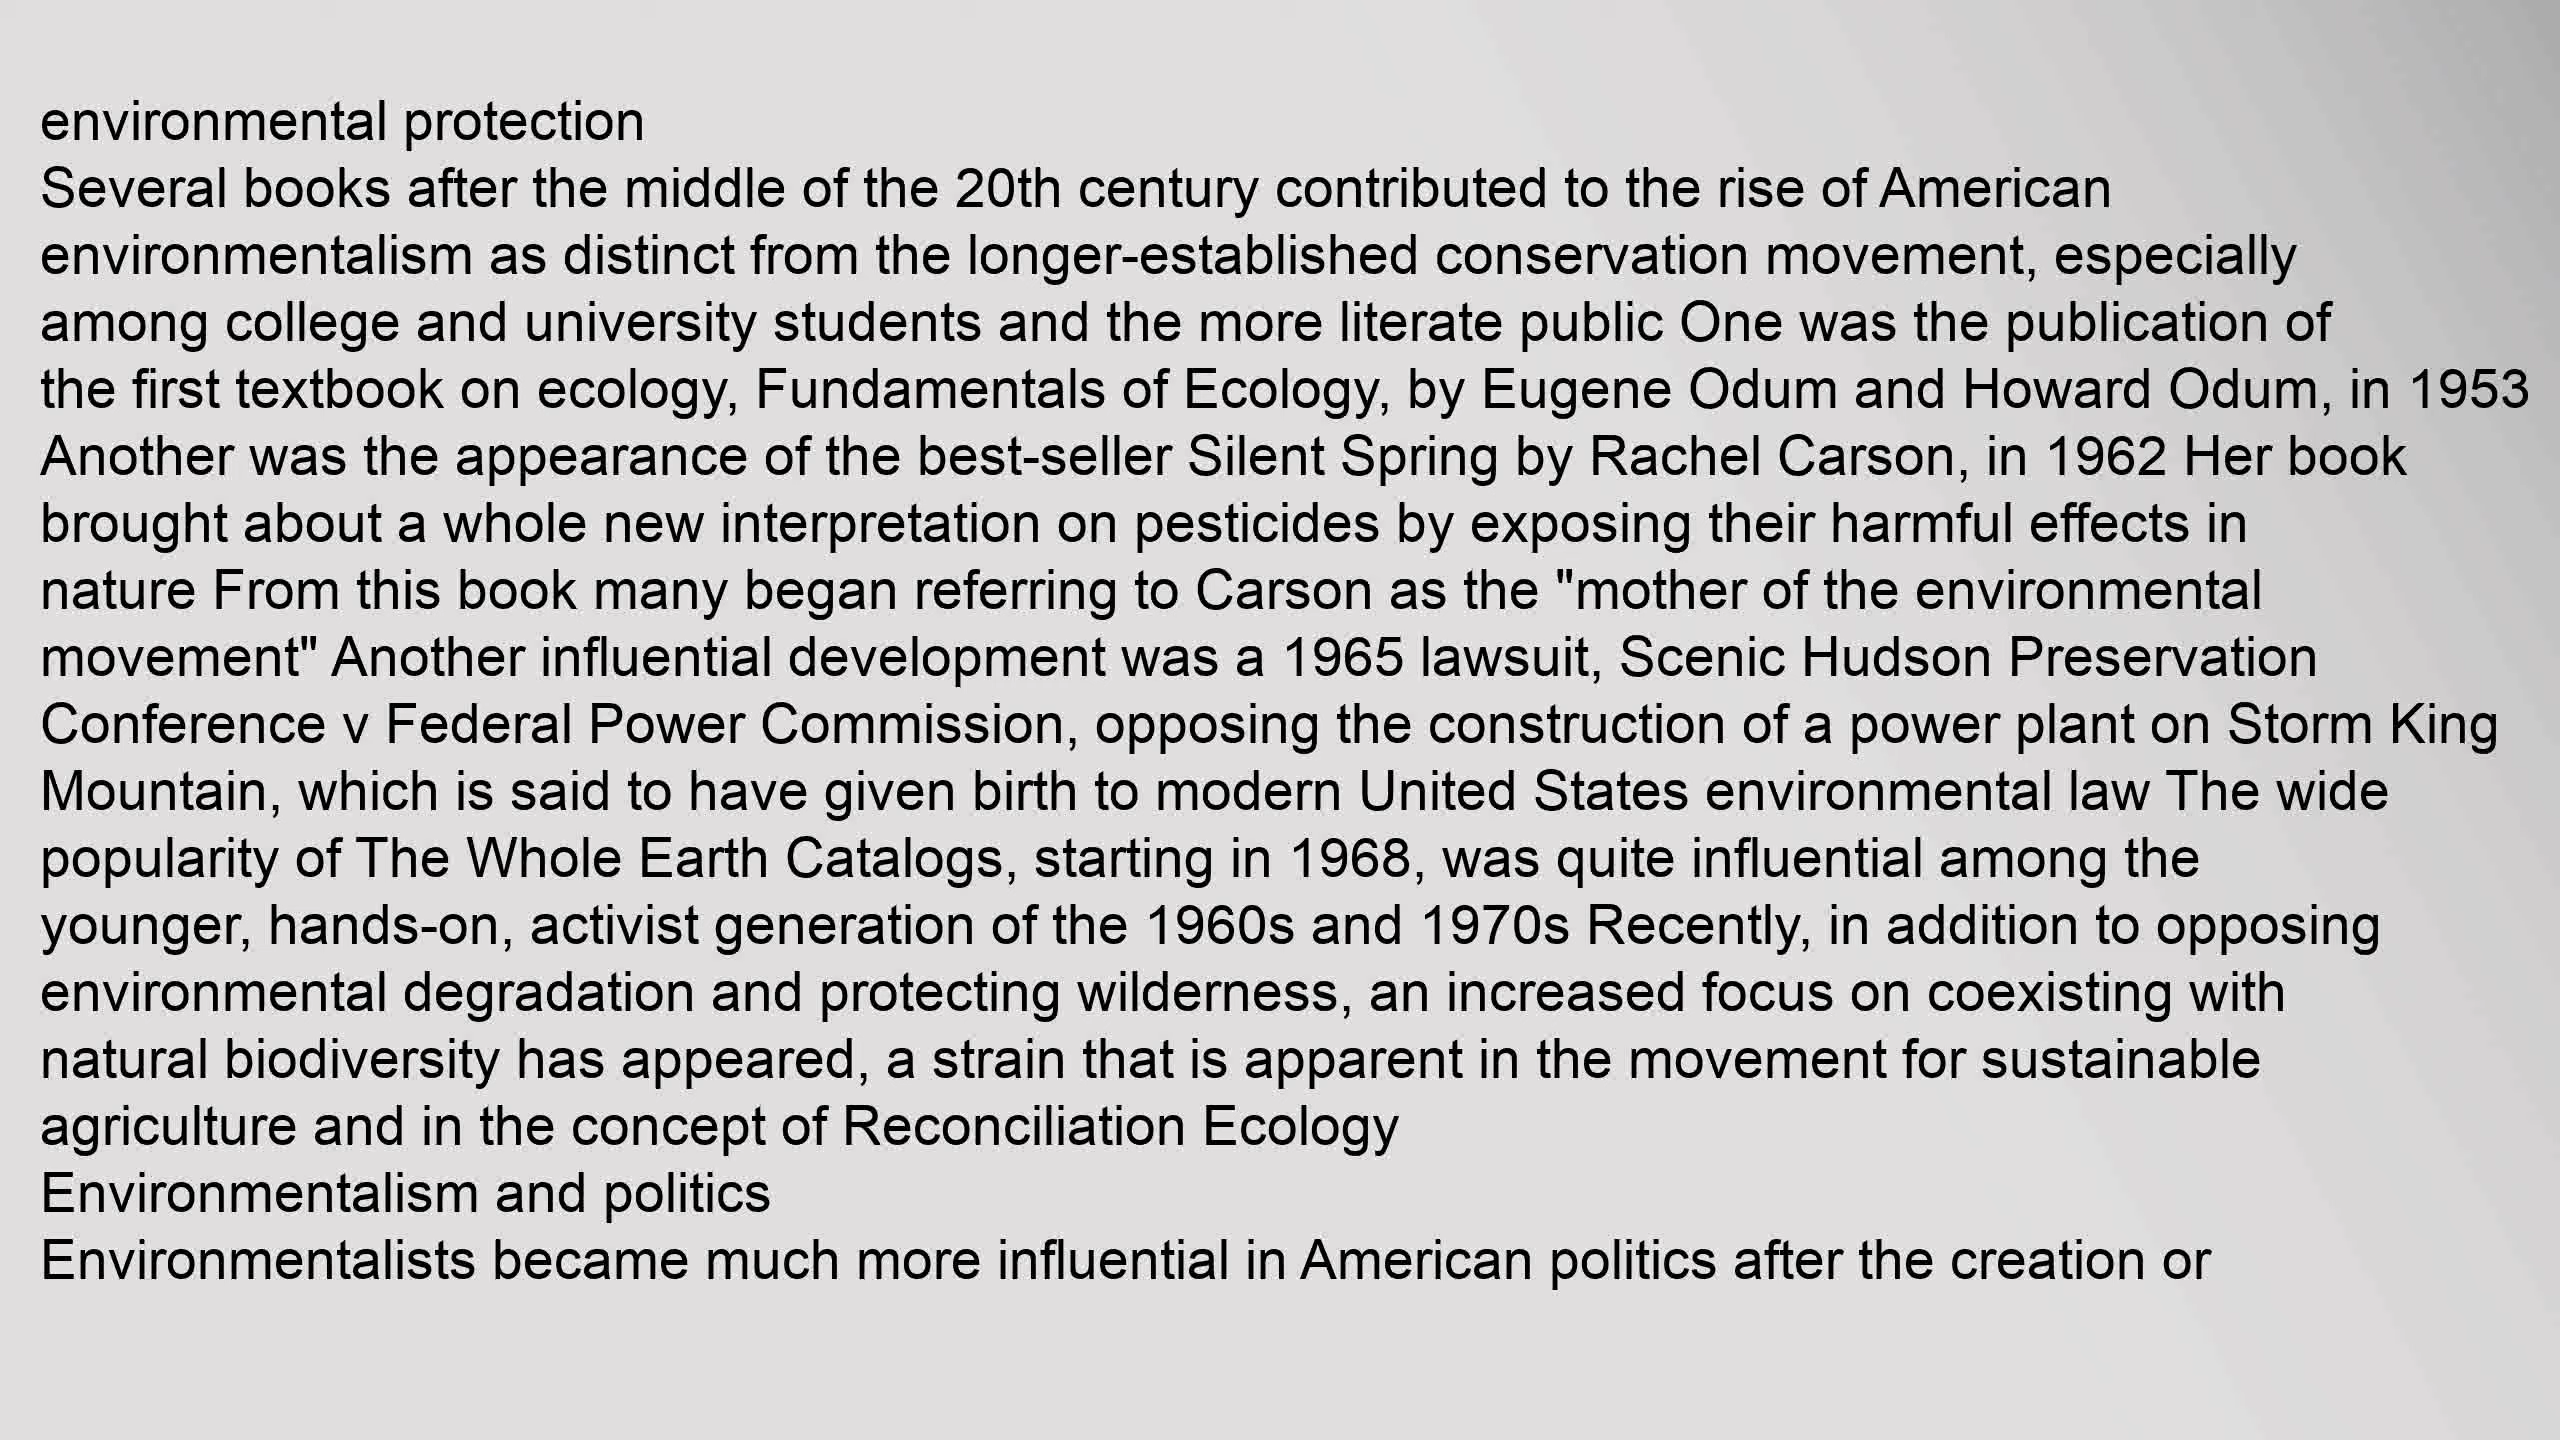 environmental protection
Several books after the middle of the 20th century contributed to the rise of American
environmentalism as distinct from the longer-established conservation movement, especially
among college and university students and the more literate public One was the publication of
the first textbook on ecology, Fundamentals of Ecology, by Eugene Odum and Howard Odum, in 1953
Another was the appearance of the best-seller Silent Spring by Rachel Carson, in 1962 Her book
brought about a whole new interpretation on pesticides by exposing their harmful effects in
nature From this book many began referring to Carson as the "mother of the environmental
movement" Another influential development was a 1965 lawsuit, Scenic Hudson Preservation
Conference v Federal Power Commission, opposing the construction of a power plant on Storm King
Mountain, which is said to have given birth to modern United States environmental law The wide
popularity of The Whole Earth Catalogs, starting in 1968, was quite influential among the
younger, hands-on, activist generation of the 1960s and 1970s Recently, in addition to opposing
environmental degradation and protecting wilderness, an increased focus on coexisting with
natural biodiversity has appeared, a strain that is apparent in the movement for sustainable
agriculture and in the concept of Reconciliation Ecology
Environmentalism and politics
Environmentalists became much more influential in American politics after the creation or